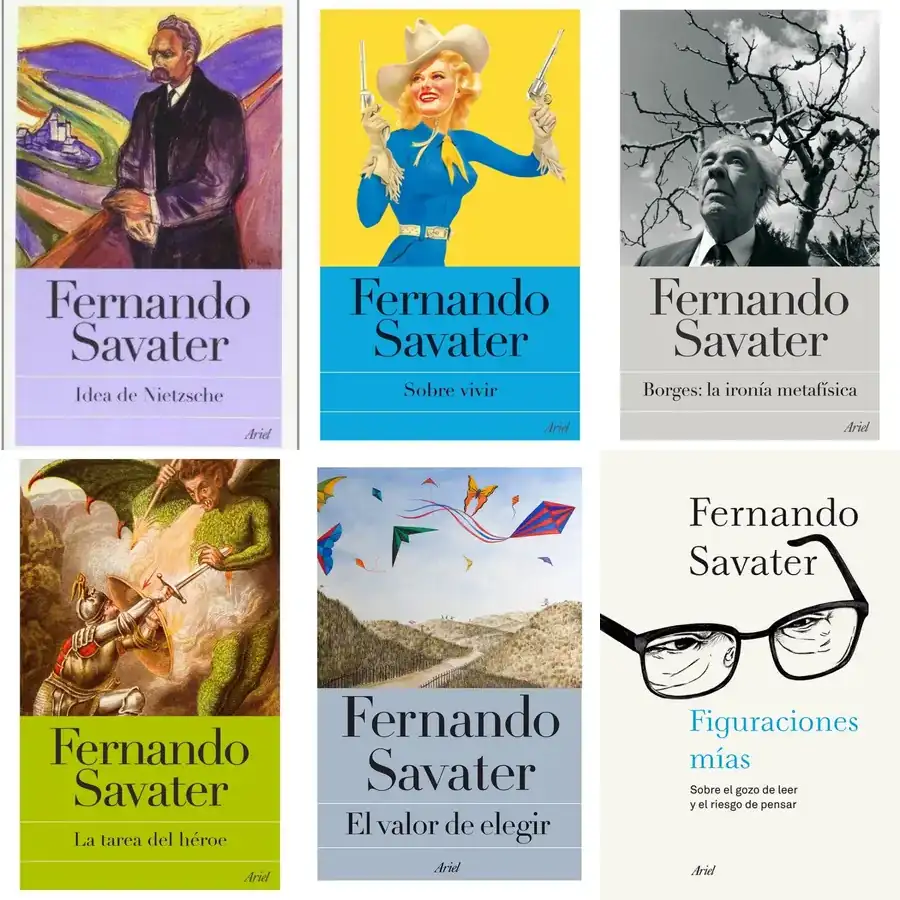 Fernando
Savater
Idea de Nietzsche
Ariel
Fernando
Savater
Sobre vivir
Ariel
Fernando
Savater
Borges: la ironía metafísica
Ariel
Fernando
Savater
La tarea del héroe
Ariel
Fernando
Savater
El valor de elegir
Ariel
Fernando
Savater
Figuraciones
mías
Sobre el gozo de leer
y el riesgo de pensar
Ariel